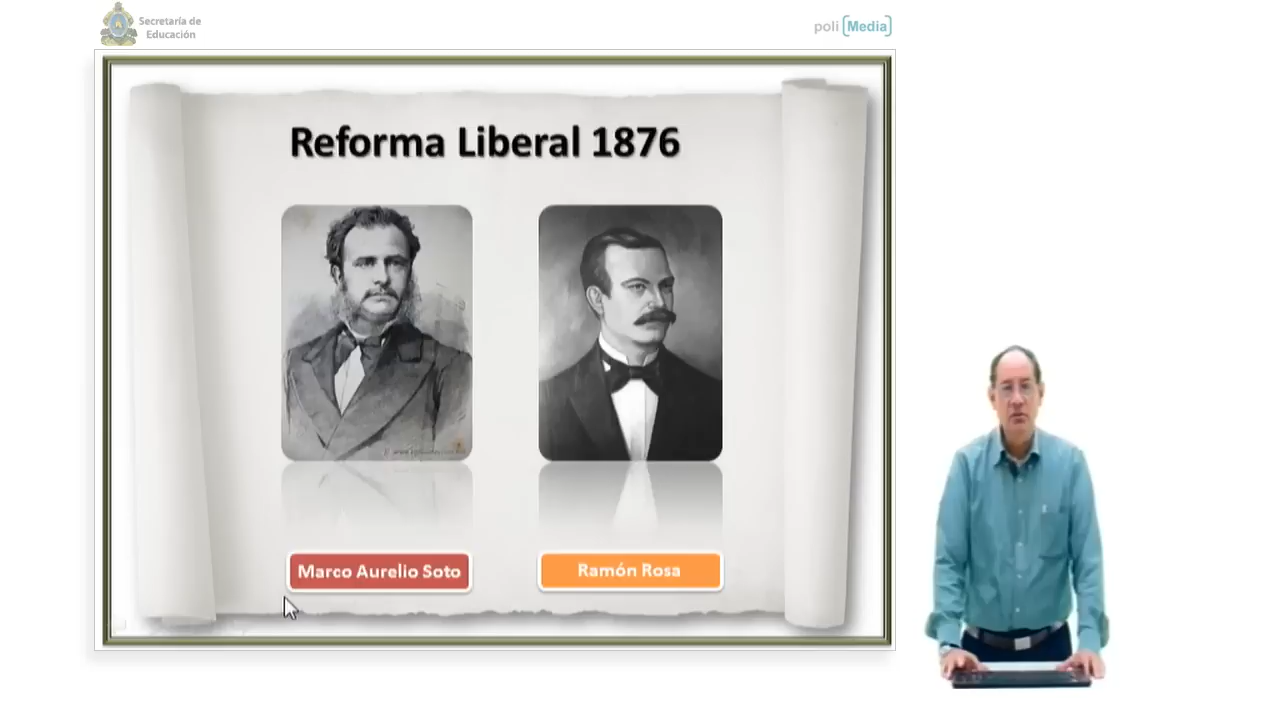 Secretaría de
Educación
poli [Media]
Reforma Liberal 1876
Marco Aurelio Soto
Ramón Rosa